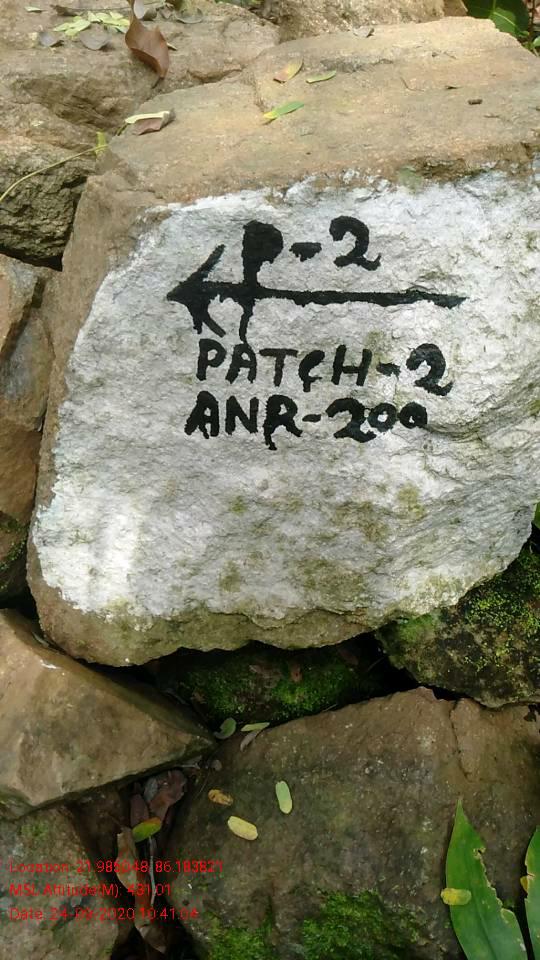 P-2
PATCH-2
ANR-200
Location: 21.985048 86.183821
MSL Altitude(M): 431.01
Date: 24-09-2020 10:41:04